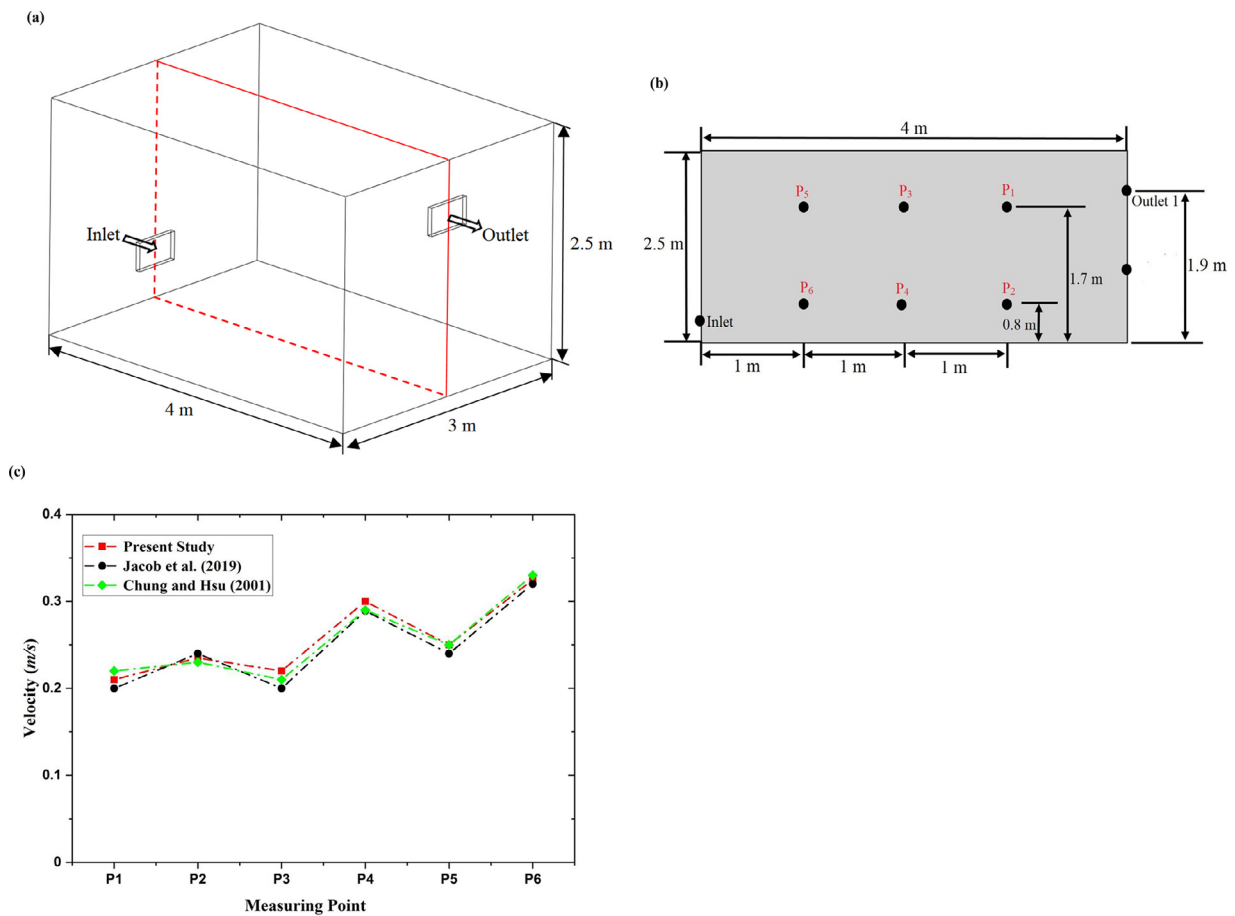 (a)
Inlet
Outlet
2.5 m
4 m
3 m
(b)
4 m
P5
P3
P1
Outlet 1
2.5 m
1.7 m
1.9 m
P6
P4
P2
0.8 m
Inlet
1 m
1 m
1 m
(c)
0.4
0.3
0.2
0.1
0
Velocity (m/s)
Present Study
Jacob et al. (2019)
Chung and Hsu (2001)
P1
P2
P3
P4
P5
P6
Measuring Point